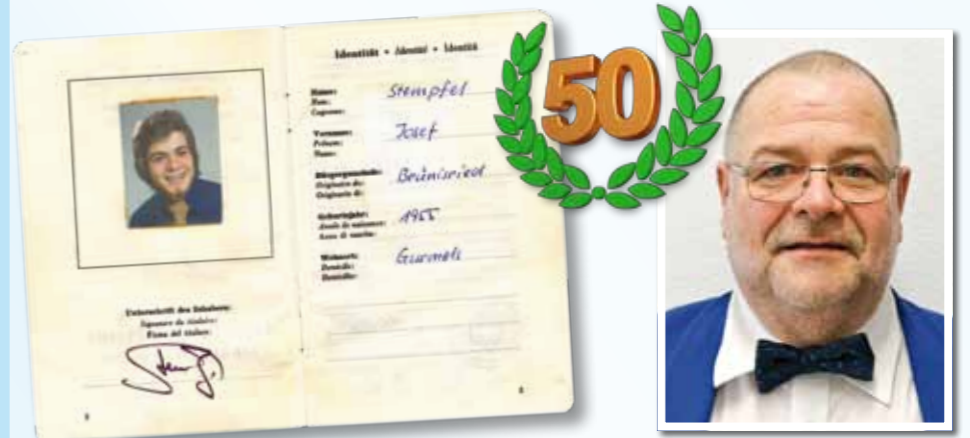 Identität • Identité • Identità
Name: Stempfel
Nom:
Cognome:
Vorname: Josef
Prénom:
Nome:
Bürgergemeinde: Brünisried
Originaire de:
Originario di:
Geburtsjahr: 1955
Année de naissance:
Anno di nascita:
Wohnort: Gurmels
Domicile:
Domicilio:
Unterschrift des Inhabers:
Signature du titulaire:
Firma del titolare:
50